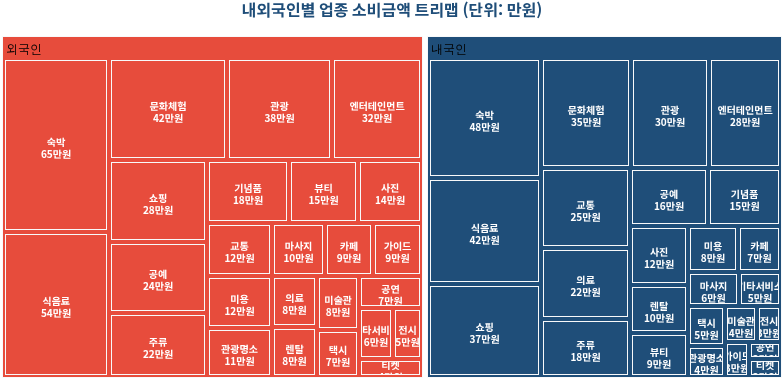 내외국인별 업종 소비금액 트리맵 (단위: 만원)
외국인
숙박
65만원
식음료
54만원
문화체험
42만원
관광
38만원
엔터테인먼트
32만원
쇼핑
28만원
공예
24만원
주류
22만원
기념품
18만원
뷰티
15만원
사진
14만원
교통
12만원
마사지
10만원
카페
9만원
가이드
9만원
미용
12만원
의료
8만원
미술관
8만원
공연
7만원
관광명소
11만원
렌탈
8만원
택시
7만원
6만원
전시
5만원
티켓
내국인
숙박
48만원
식음료
42만원
쇼핑
37만원
문화체험
35만원
관광
30만원
엔터테인먼트
28만원
교통
25만원
의료
22만원
주류
18만원
공예
16만원
기념품
15만원
사진
12만원
미용
8만원
카페
7만원
렌탈
10만원
마사지
6만원
5만원
뷰티
9만원
택시
5만원
미술관
4만원
전시
관광명소
4만원
공연
티켓